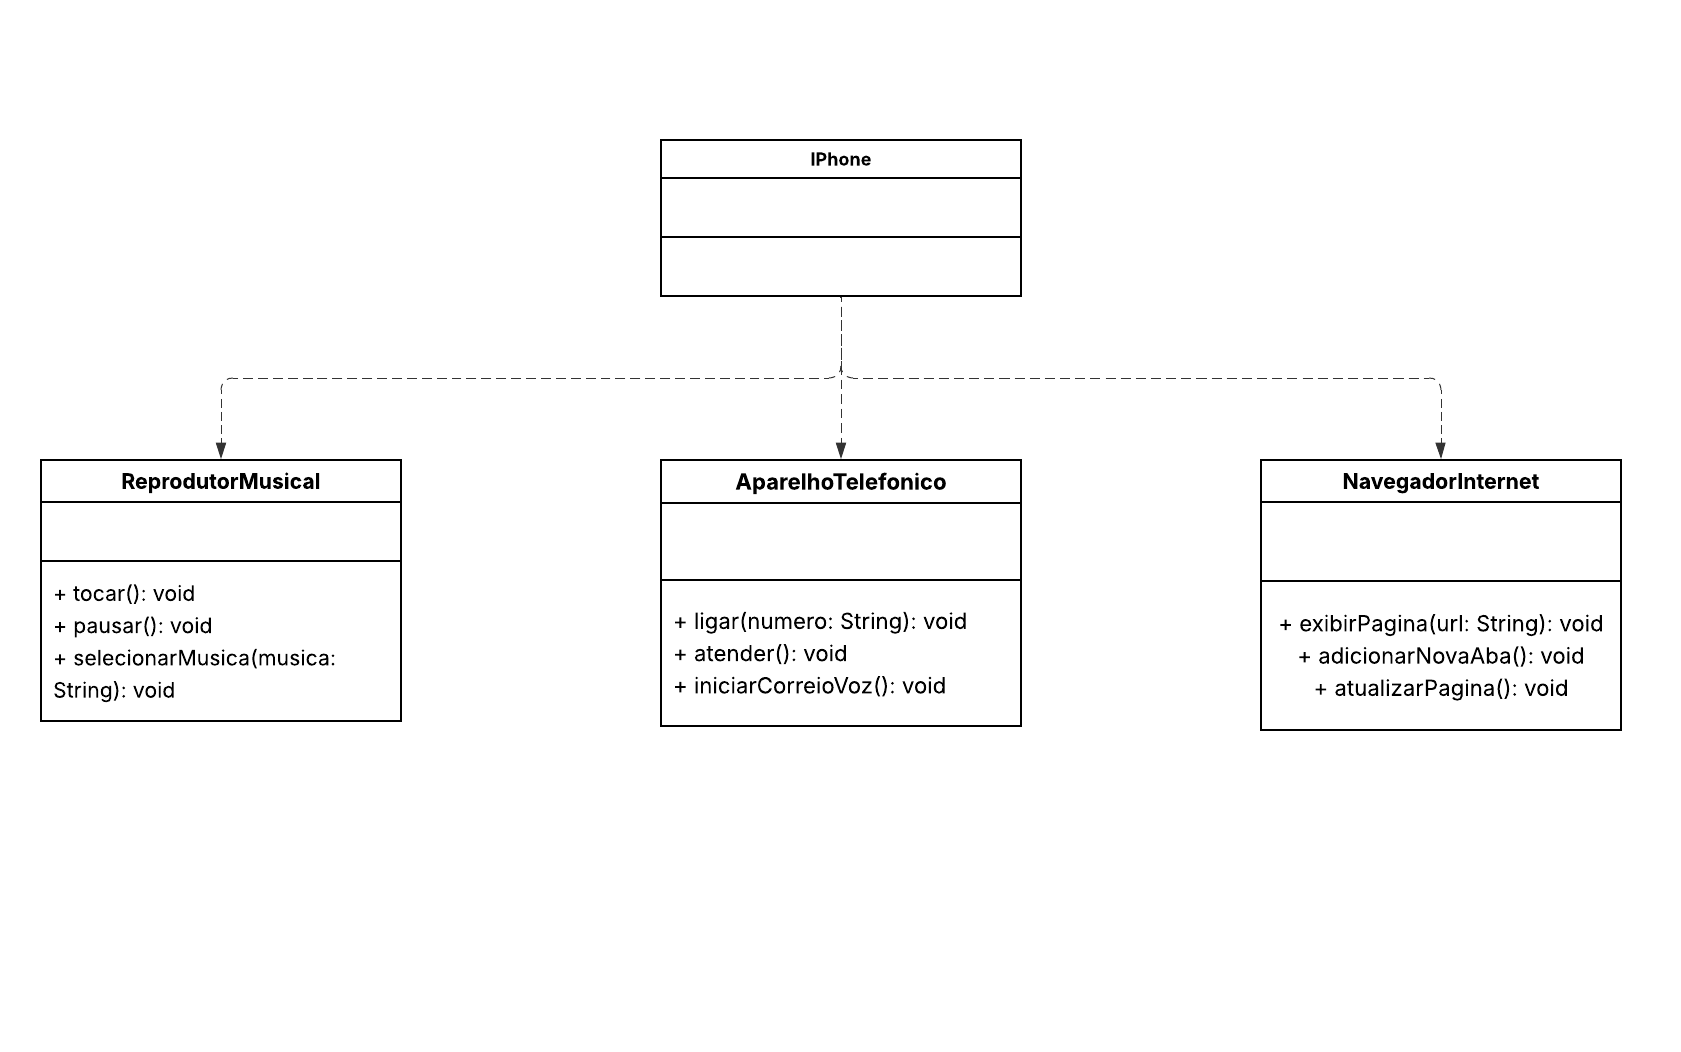 IPhone
ReprodutorMusical
+ tocar(): void
+ pausar(): void
+ selecionarMusica(musica:
String): void
AparelhoTelefonico
+ ligar(numero: String): void
+ atender(): void
+ iniciarCorreioVoz(): void
NavegadorInternet
+ exibirPagina(url: String): void
+ adicionarNovaAba(): void
+ atualizarPagina(): void